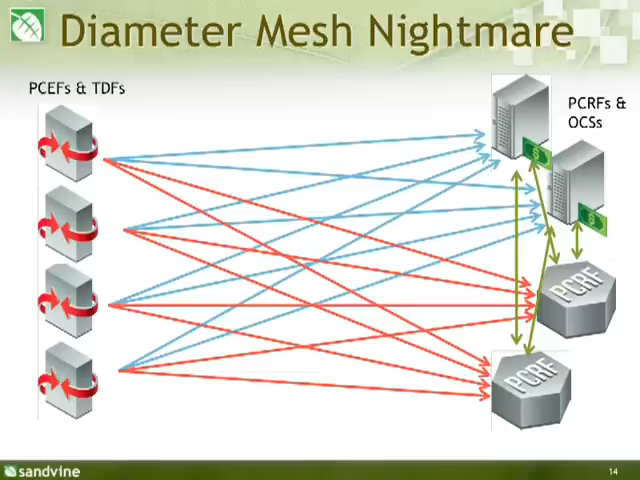 Diameter Mesh Nightmare
PCEFs & TDFs
PCRFs &
OCSs
$
$
PCRF
PCRF
sandvine
14